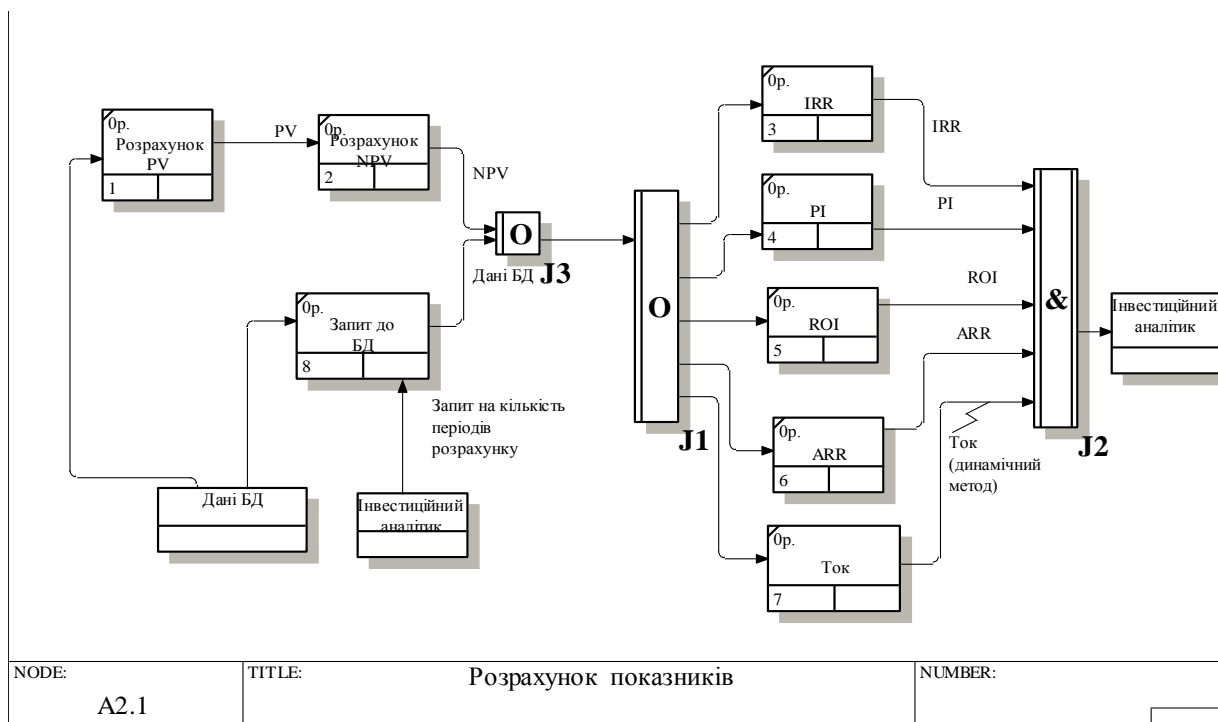 0р.
Розрахунок
PV
1
PV
0р.
Розрахунок
NPV
2
NPV
O
J3
Дані БД
0р.
Запит до
БД
8
Запит на кількість
періодів
розрахунку
Дані БД
Інвестиційний
аналітик
O
J1
0р.
IRR
3
IRR
0р.
PI
4
PI
0р.
ROI
5
ROI
0р.
ARR
6
ARR
0р.
Ток
7
Ток
(динамічний
метод)
&
J2
Інвестиційний
аналітик
NODE:
A2.1
TITLE:
Розрахунок показників
NUMBER: